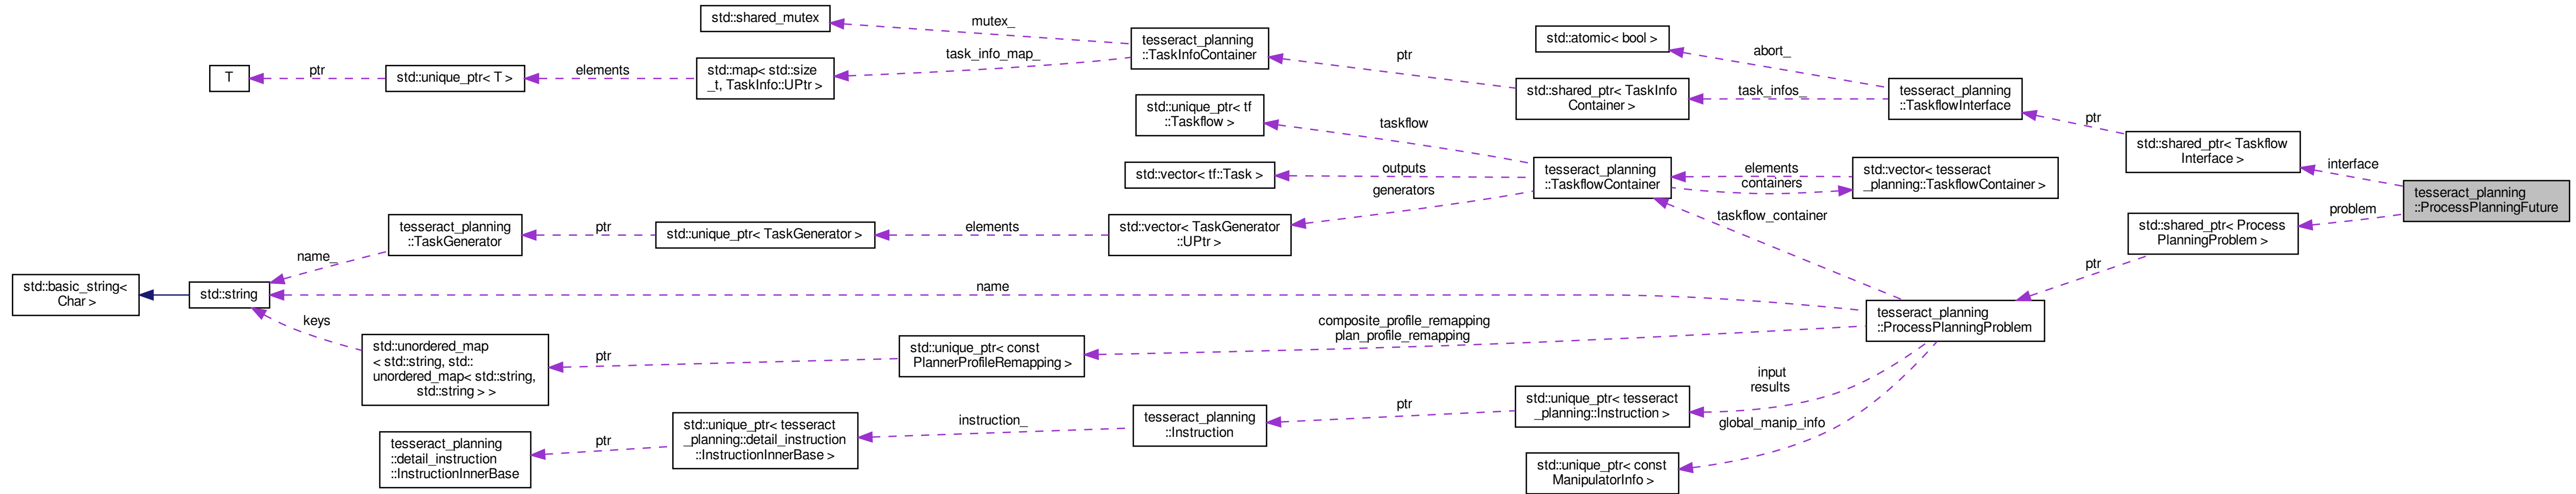 std::shared_mutex
mutex_
tesseract_planning
::TaskInfoContainer
std::atomic< bool >
abort_
T
ptr
std::unique_ptr< T >
elements
std::map< std::size
_t, TaskInfo::UPtr >
task_info_map_
ptr
std::shared_ptr< TaskInfo
Container >
task_infos_
tesseract_planning
::TaskflowInterface
ptr
std::shared_ptr< Taskflow
Interface >
interface
tesseract_planning
::ProcessPlanningFuture
std::unique_ptr< tf
::Taskflow >
taskflow
std::vector< tf::Task >
outputs
generators
tesseract_planning
::TaskflowContainer
elements
containers
std::vector< tesseract
_planning::TaskflowContainer >
problem
std::shared_ptr< Process
PlanningProblem >
ptr
taskflow_container
tesseract_planning
::TaskGenerator
ptr
std::unique_ptr< TaskGenerator >
elements
std::vector< TaskGenerator
::UPtr >
name_
std::basic_string<
Char >
std::string
name
keys
tesseract_planning
::ProcessPlanningProblem
std::unordered_map
< std::string, std::
unordered_map< std::string,
std::string > >
ptr
std::unique_ptr< const
PlannerProfileRemapping >
composite_profile_remapping
plan_profile_remapping
input
results
global_manip_info
tesseract_planning
::detail_instruction
::InstructionInnerBase
ptr
std::unique_ptr< tesseract
_planning::detail_instruction
::InstructionInnerBase >
instruction_
tesseract_planning
::Instruction
ptr
std::unique_ptr< tesseract
_planning::Instruction >
std::unique_ptr< const
ManipulatorInfo >